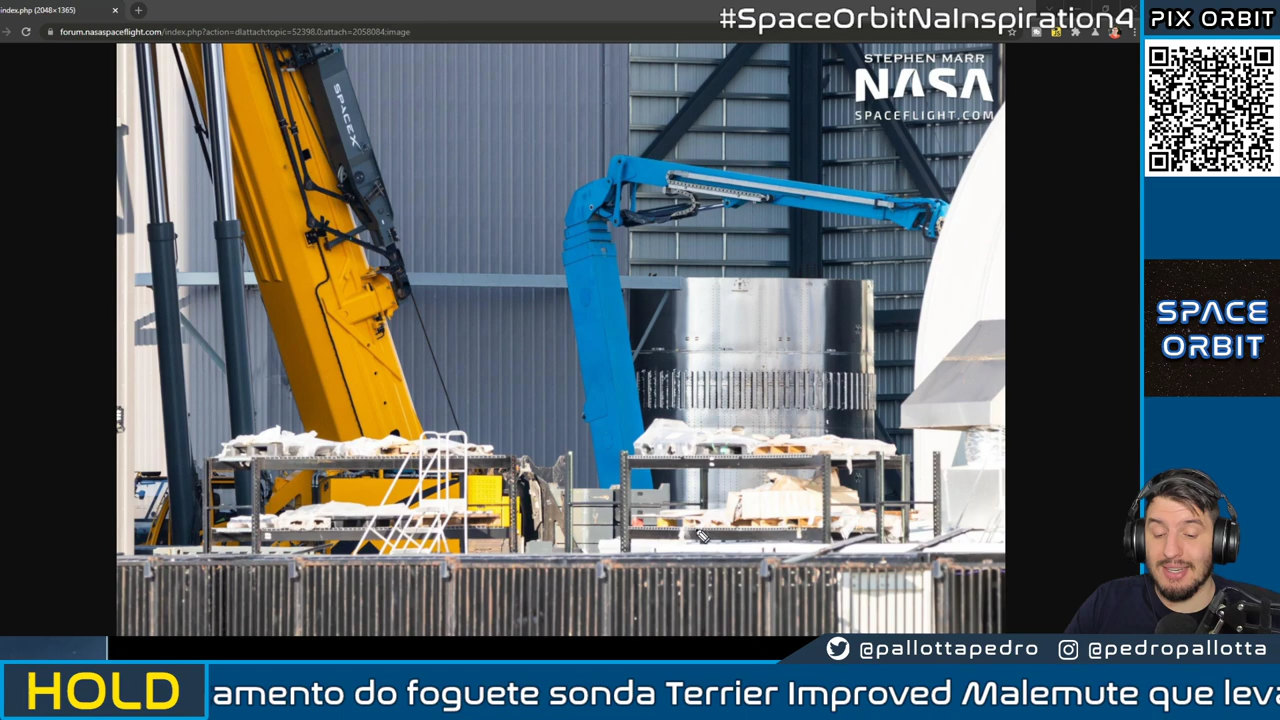 index.php (2048×1365)
forum.nasaspaceflight.com/index.php?action=dlattach;topic=52398.0;attach=2058084;image
#SpaceOrbitNaInspiration4
PIX ORBIT
STEPHEN MARR
NASA
SPACEFLIGHT.COM
SPACEX
SPACE
ORBIT
@pallottapedro
@pedropallotta
HOLD
amento do foguete sonda Terrier Improved Malemute que leva